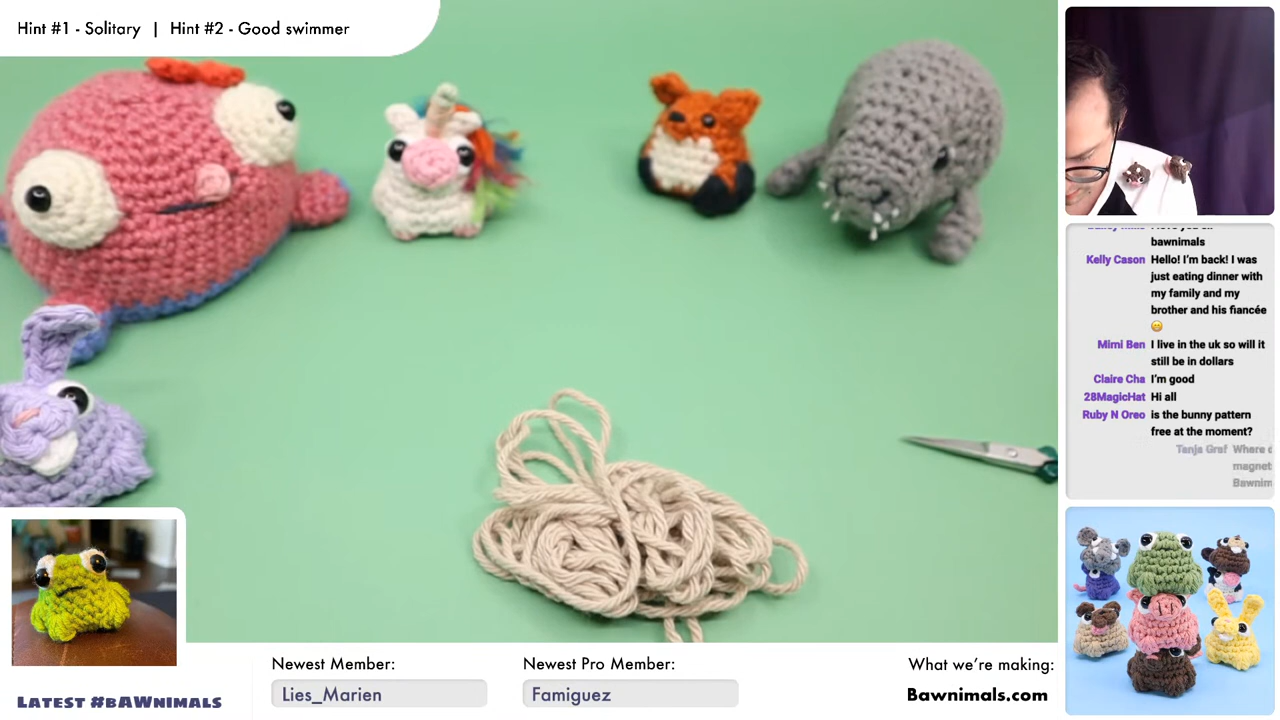 Hint #1 - Solitary | Hint #2 - Good swimmer
bawnimals
Kelly Cason Hello! I'm back! I was
just eating dinner with
my family and my
brother and his fiancée
😊
Mimi Ben I live in the uk so will it
still be in dollars
Claire Cha I'm good
28MagicHat Hi all
Ruby N Oreo is the bunny pattern
free at the moment?
Tanja Graf Where
magnet
Bawnim
Latest #bAWnimals
Newest Member:
Lies_Marien
Newest Pro Member:
Famiguez
What we're making:
Bawnimals.com